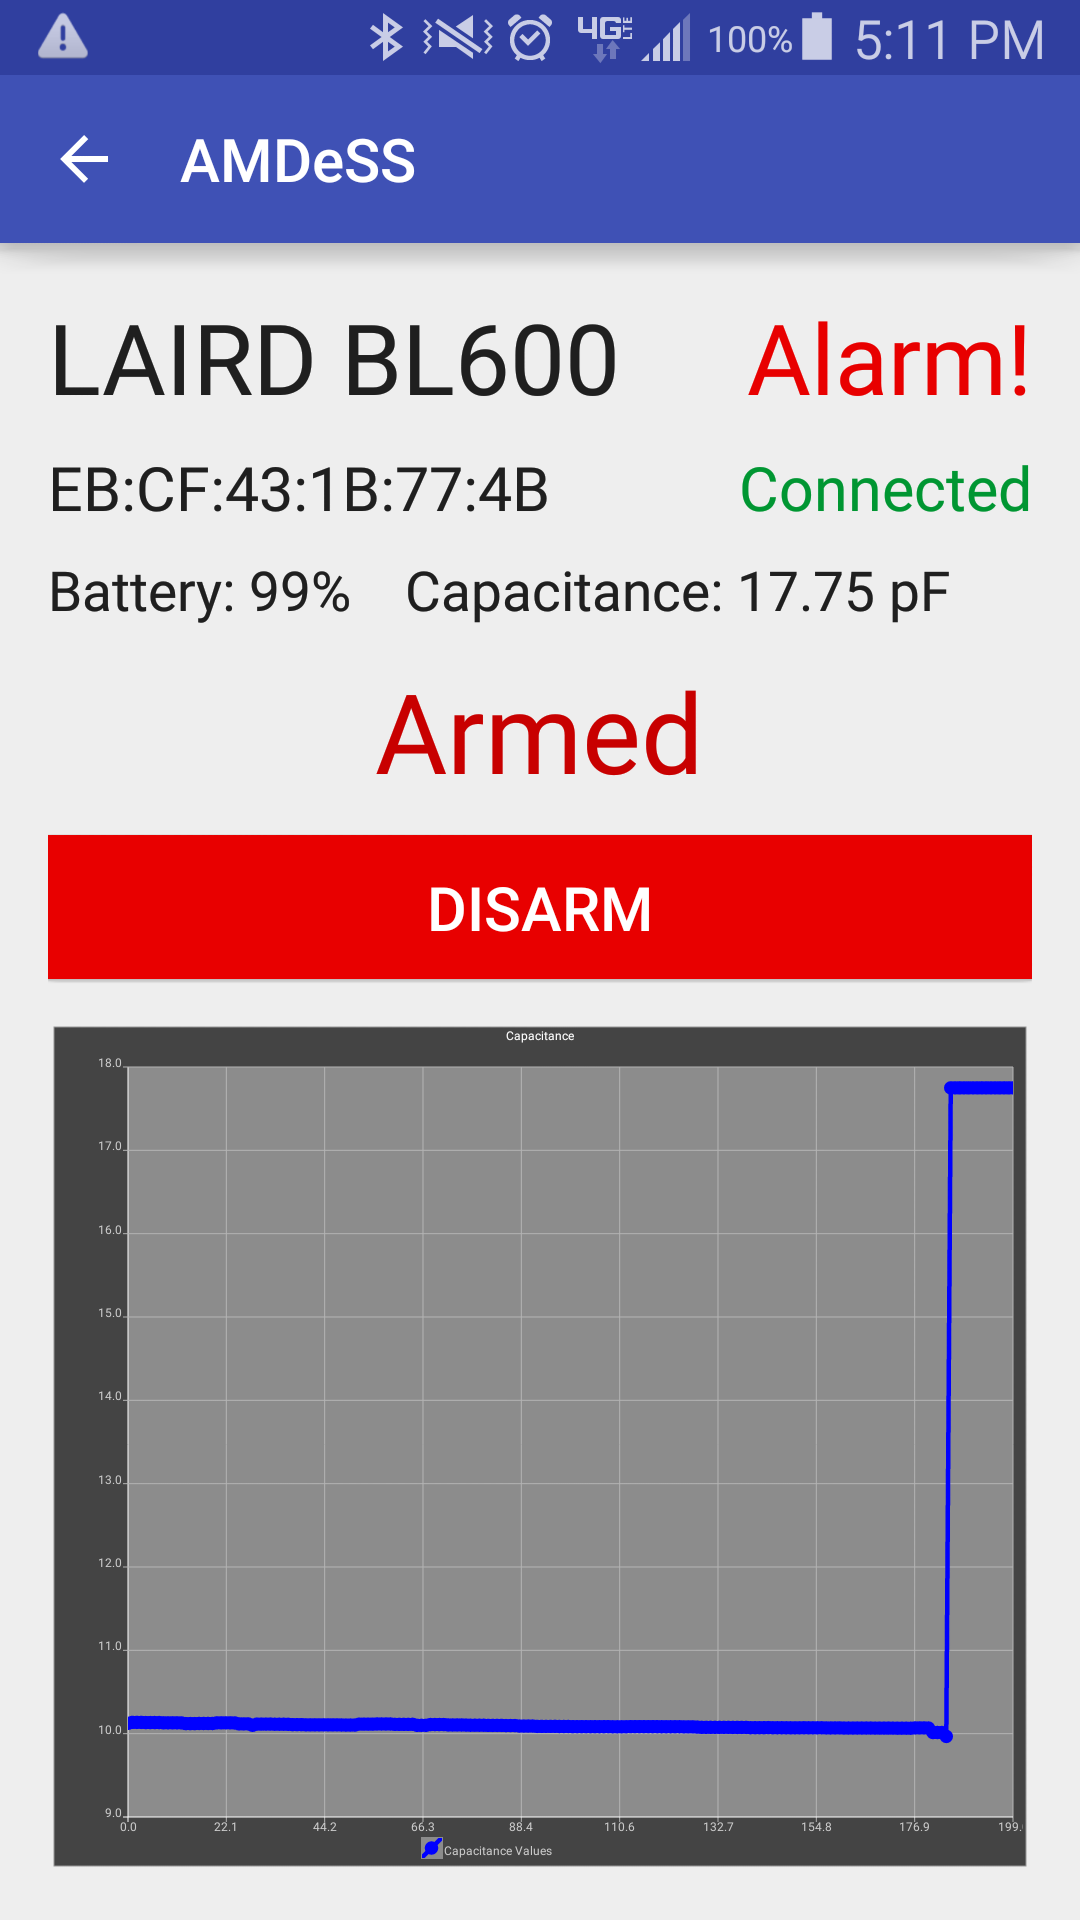 4G LTE 100% 5:11 PM
AMDeSS
LAIRD BL600 Alarm!
EB:CF:43:1B:77:4B Connected
Battery: 99% Capacitance: 17.75 pF
Armed
DISARM
Capacitance
18.0
17.0
16.0
15.0
14.0
13.0
12.0
11.0
10.0
9.0
0.0 22.1 44.2 66.3 88.4 110.6 132.7 154.8 176.9 199.
Capacitance Values